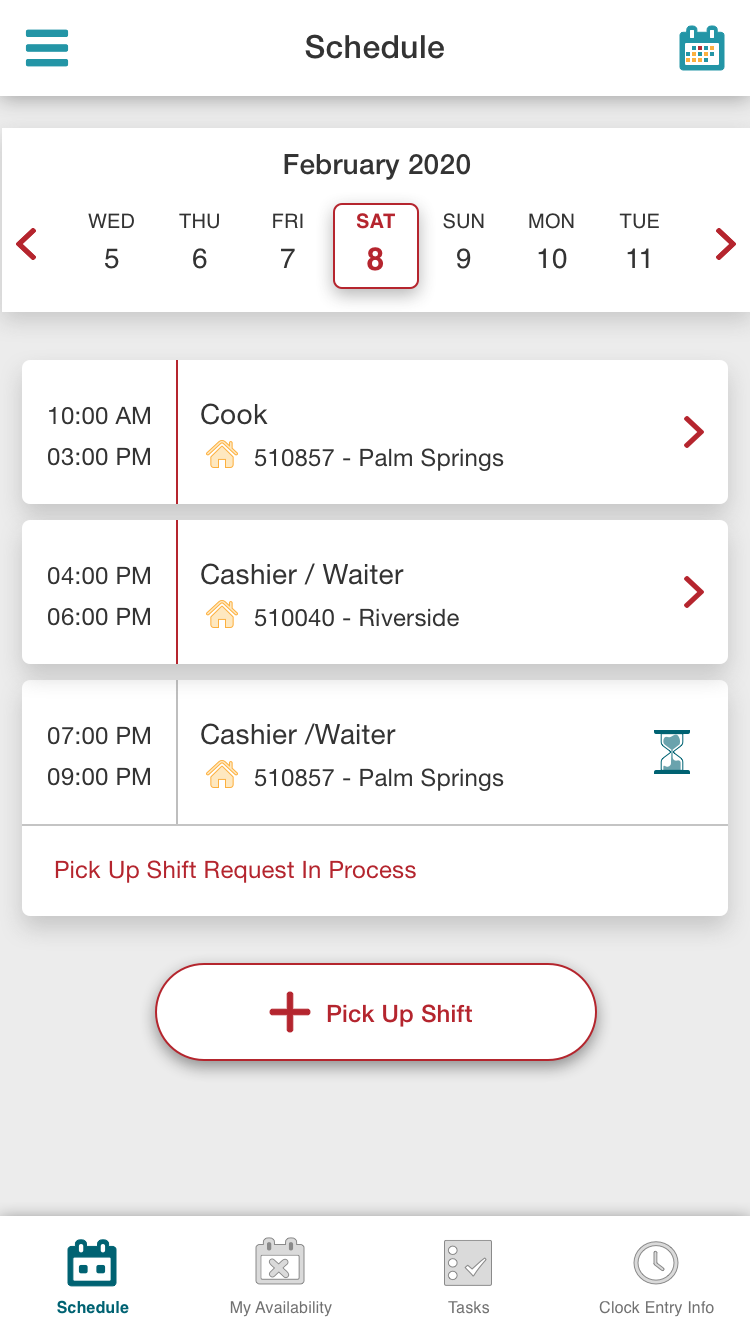 Schedule
February 2020
WED THU FRI SAT SUN MON TUE
5 6 7 8 9 10 11
10:00 AM Cook
03:00 PM 510857 - Palm Springs
04:00 PM Cashier / Waiter
06:00 PM 510040 - Riverside
07:00 PM Cashier /Waiter
09:00 PM 510857 - Palm Springs
Pick Up Shift Request In Process
Pick Up Shift
Schedule My Availability Tasks Clock Entry Info